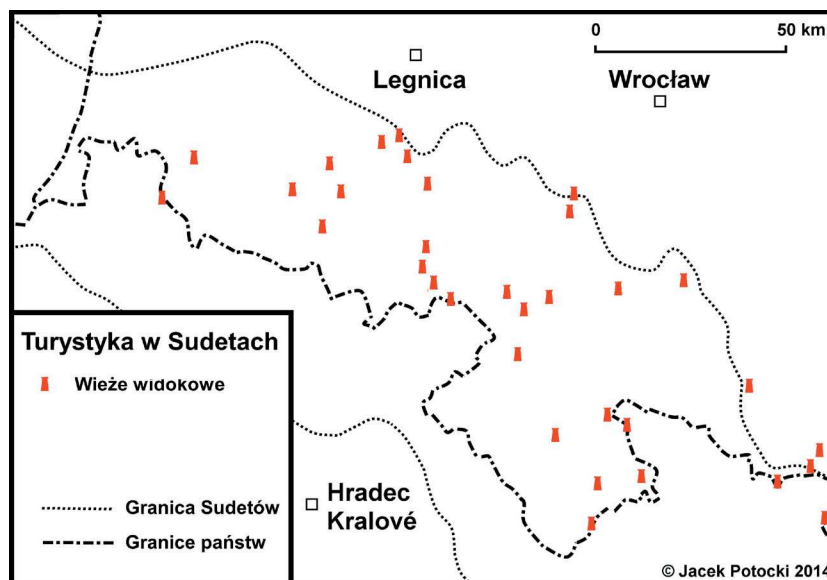 0 50 km
Legnica
Wrocław
Turystyka w Sudetach
Wieże widokowe
Granica Sudetów
Granice państw
Hradec
Kralové
© Jacek Potocki 2014